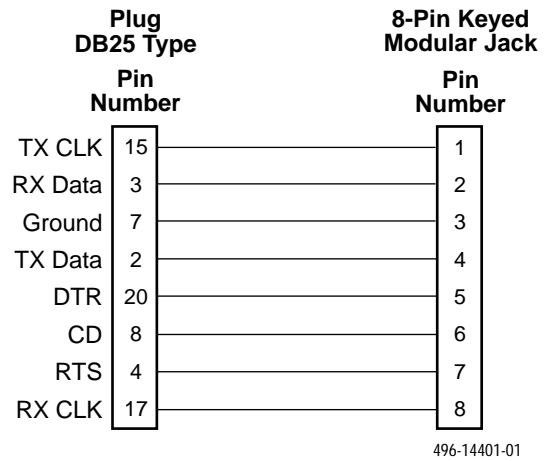 Plug
DB25 Type
8-Pin Keyed
Modular Jack
Pin
Number
Pin
Number
TX CLK 15 1
RX Data 3 2
Ground 7 3
TX Data 2 4
DTR 20 5
CD 8 6
RTS 4 7
RX CLK 17 8
496-14401-01